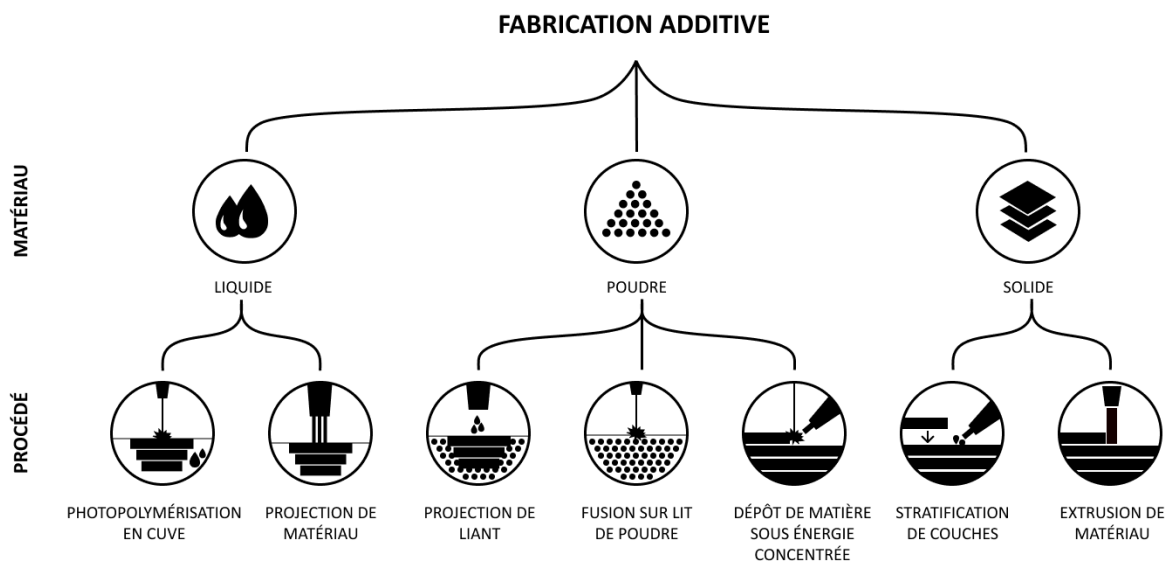 FABRICATION ADDITIVE
MATÉRIAU
LIQUIDE
POUDRE
SOLIDE
PROCÉDÉ
PHOTOPOLYMÉRISATION
EN CUVE
PROJECTION DE
MATÉRIAU
PROJECTION DE
LIANT
FUSION SUR LIT
DE POUDRE
DÉPÔT DE MATIÈRE
SOUS ÉNERGIE
CONCENTRÉE
STRATIFICATION
DE COUCHES
EXTRUSION DE
MATÉRIAU